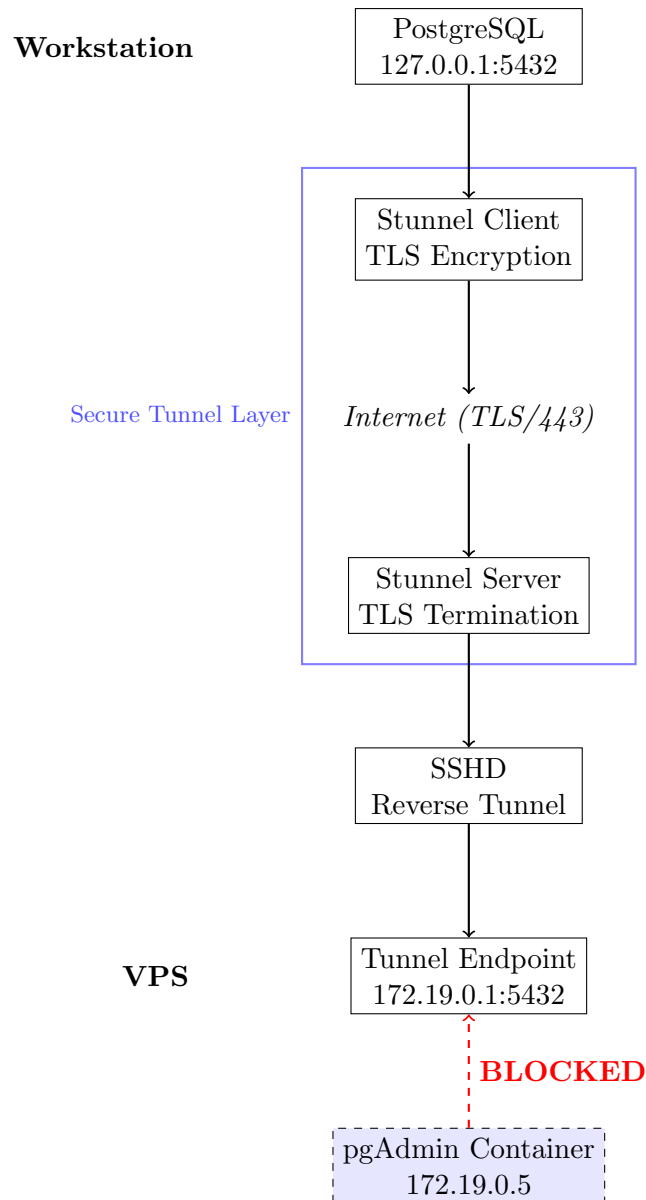 Workstation
PostgreSQL
127.0.0.1:5432
Stunnel Client
TLS Encryption
Secure Tunnel Layer
Internet (TLS/443)
Stunnel Server
TLS Termination
SSHD
Reverse Tunnel
VPS
Tunnel Endpoint
172.19.0.1:5432
BLOCKED
pgAdmin Container
172.19.0.5